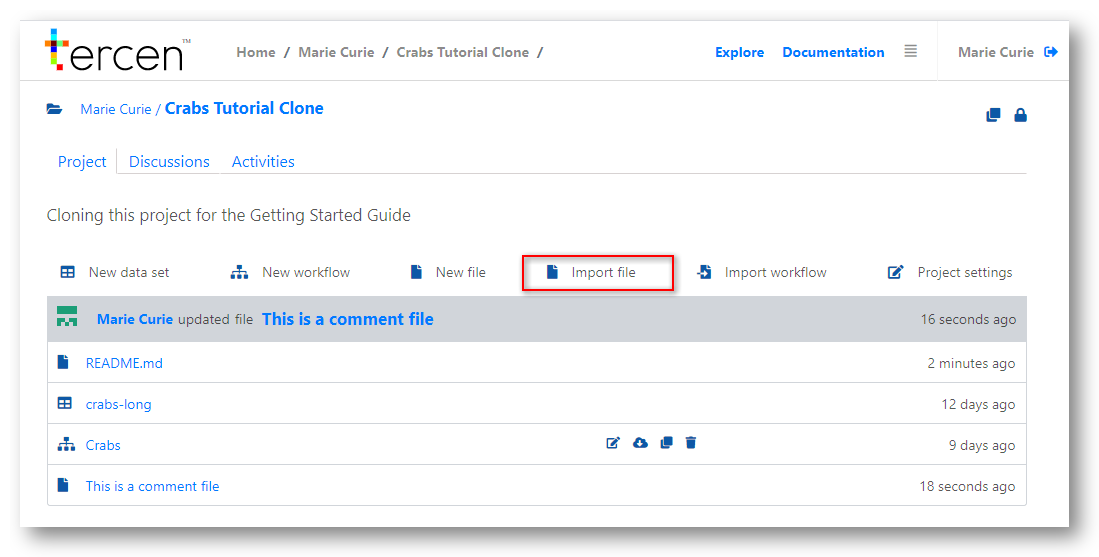 tercen™ Home / Marie Curie / Crabs Tutorial Clone / Explore Documentation Marie Curie
Marie Curie / Crabs Tutorial Clone
Project Discussions Activities
Cloning this project for the Getting Started Guide
New data set New workflow New file Import file Import workflow Project settings
Marie Curie updated file This is a comment file 16 seconds ago
README.md 2 minutes ago
crabs-long 12 days ago
Crabs 9 days ago
This is a comment file 18 seconds ago